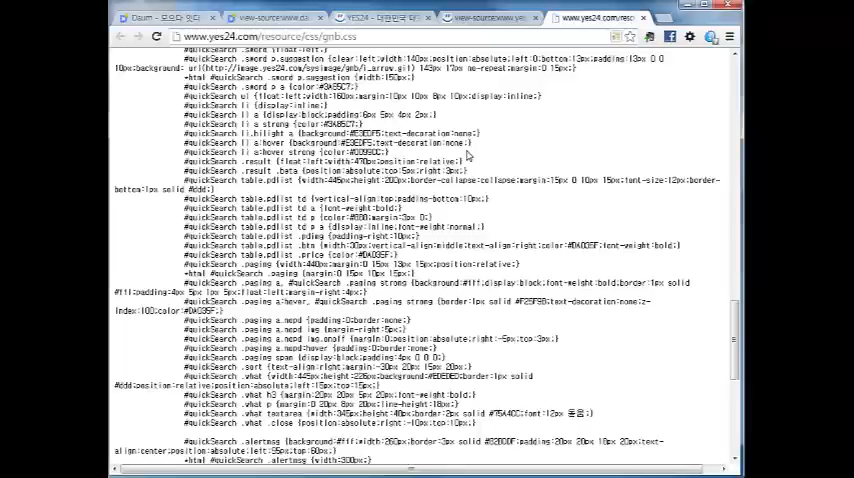 Daum - 모으다 잇다
view-source:www.da
YES24 - 대한민국 대
view-source:www.ye
www.yes24.com/reso
www.yes24.com/resource/css/gnb.css
#quickSearch .sword {float:left;}
#quickSearch .sword p.suggestion {clear:left;width:140px;position:absolute;left:0;bottom:13px;padding:13px 0 0
10px;background: url(http://image.yes24.com/sysimage/gnb/i_arrow.gif) 143px 17px no-repeat;margin:0 15px;}
*html #quickSearch .sword p.suggestion {width:150px;}
#quickSearch .sword p a {color:#3A85C7;}
#quickSearch ul {float:left;width:160px;margin:10px 10px 8px 10px;display:inline;}
#quickSearch li {display:inline;}
#quickSearch li a {display:block;padding:6px 5px 4px 2px;}
#quickSearch li a strong {color:#3A85C7;}
#quickSearch li.hilight a {background:#E3EDF5;text-decoration:none;}
#quickSearch li a:hover {background:#E3EDF5;text-decoration:none;}
#quickSearch li a:hover strong {color:#0099CC;}
#quickSearch .result {float:left;width:470px;position:relative;}
#quickSearch .result .beta {position:absolute;top:5px;right:3px;}
#quickSearch table.pdlist {width:445px;height:200px;border-collapse:collapse;margin:15px 0 10px 15px;font-size:12px;border-
bottom:1px solid #ddd;}
#quickSearch table.pdlist td {vertical-align:top;padding-bottom:10px;}
#quickSearch table.pdlist td a {font-weight:bold;}
#quickSearch table.pdlist td p {color:#888;margin:3px 0;}
#quickSearch table.pdlist td p a {display:inline;font-weight:normal;}
#quickSearch table.pdlist .pdimg {padding-right:10px;}
#quickSearch table.pdlist .btn {width:30px;vertical-align:middle;text-align:right;color:#DA035F;font-weight:bold;}
#quickSearch table.pdlist .price {color:#DA035F;}
#quickSearch .paging {width:440px;margin:0 15px 13px 15px;position:relative;}
*html #quickSearch .paging {margin:0 15px 10px 15px;}
#quickSearch .paging a, #quickSearch .paging strong {background:#fff;display:block;font-weight:bold;border:1px solid
#fff;padding:4px 5px 1px 5px;float:left;margin-right:4px;}
#quickSearch .paging a:hover, #quickSearch .paging strong {border:1px solid #F25F9B;text-decoration:none;z-
index:100;color:#DA035F;}
#quickSearch .paging a.nepd {padding:0;border:none;}
#quickSearch .paging a.nepd img {margin-right:5px;}
#quickSearch .paging a.nepd img.onoff {margin:0;position:absolute;right:-5px;top:3px;}
#quickSearch .paging a.nepd:hover {border:none;}
#quickSearch .paging span {display:block;padding:4px 0 0 0;}
#quickSearch .sort {text-align:right;margin:-30px 20px 15px 20px;}
#quickSearch .what {width:445px;height:226px;background:#EDEDED;border:1px solid
#ddd;position:relative;position:absolute;left:15px;top:15px;}
#quickSearch .what h3 {margin:20px 20px 5px 20px;font-weight:bold;}
#quickSearch .what p {margin:0 20px 8px 20px;line-height:18px;}
#quickSearch .what textarea {width:345px;height:48px;border:2px solid #75A4CC;font:12px 돋움;}
#quickSearch .what .close {position:absolute;right:-10px;top:10px;}
#quickSearch .alertmsg {background:#fff;width:260px;border:3px solid #82BDDF;padding:20px 20px 18px 20px;text-
align:center;position:absolute;left:95px;top:60px;}
*html #quickSearch .alertmsg {width:300px;}